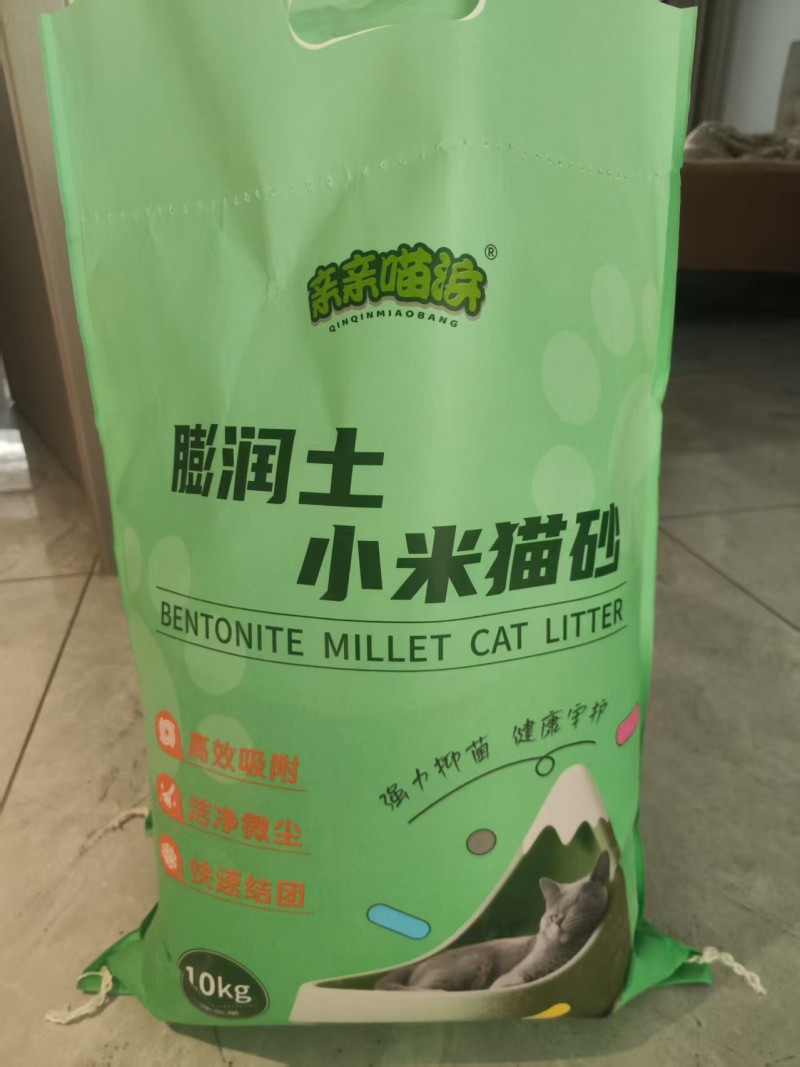 亲亲喵浜®
QINQINMIAOBANG
膨润土
小米猫砂
BENTONITE MILLET CAT LITTER
强力抑菌 健康守护
高效吸附
洁净微尘
快速结团
10kg